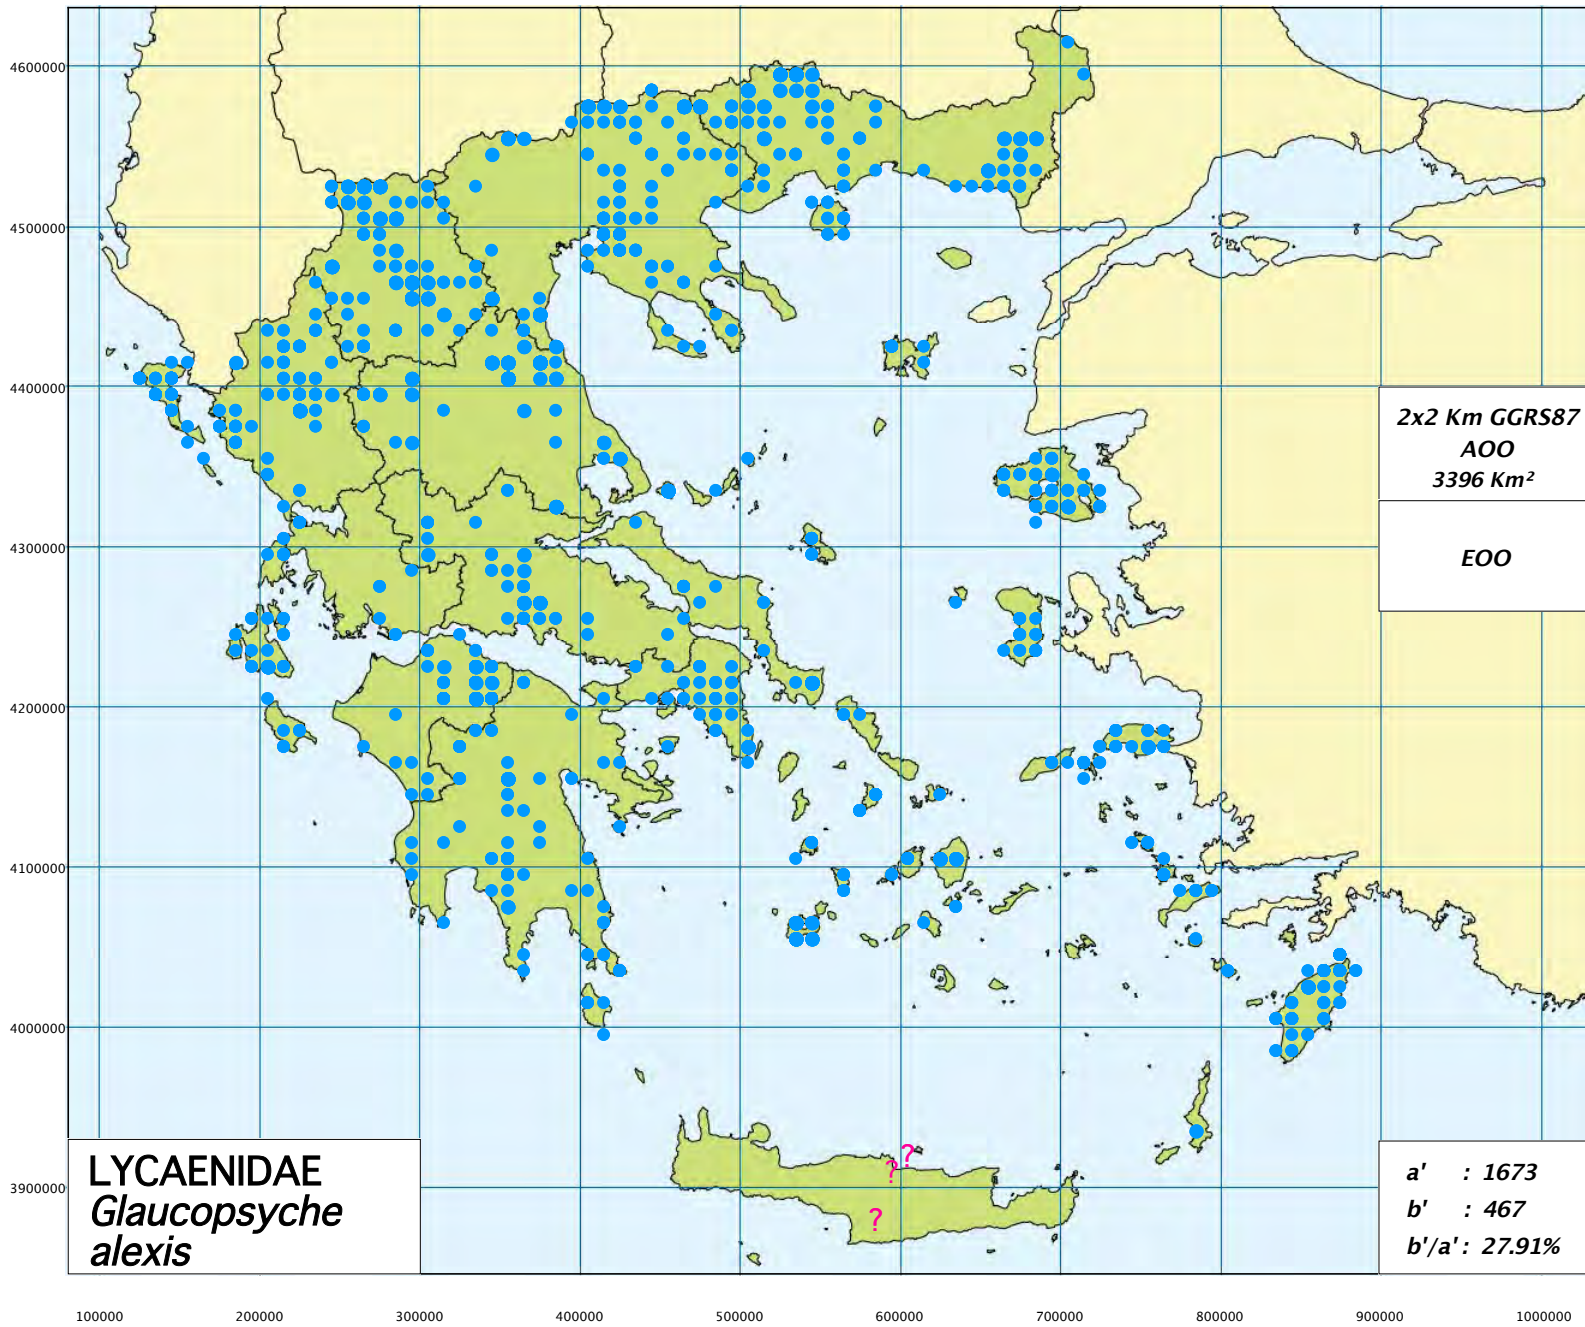 4600000
4500000
4400000
4300000
4200000
4100000
4000000
3900000
2x2 Km GGRS87
AOO
3396 Km²
EOO
?
?
?
LYCAENIDAE
Glaucopsyche
alexis
a' : 1673
b' : 467
b'/a' : 27.91%
100000 200000 300000 400000 500000 600000 700000 800000 900000 1000000